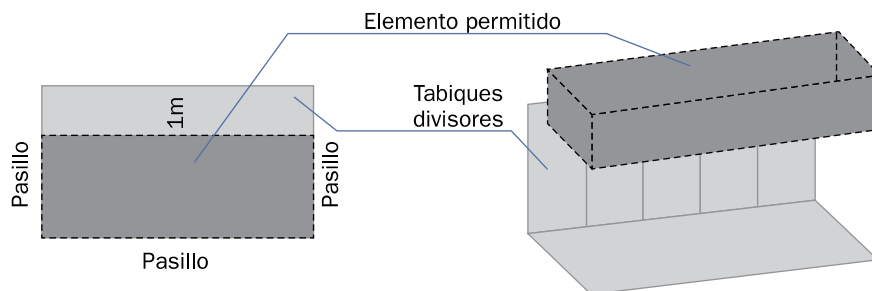 Elemento permitido
Tabiques
divisores
1m
Pasillo
Pasillo
Pasillo